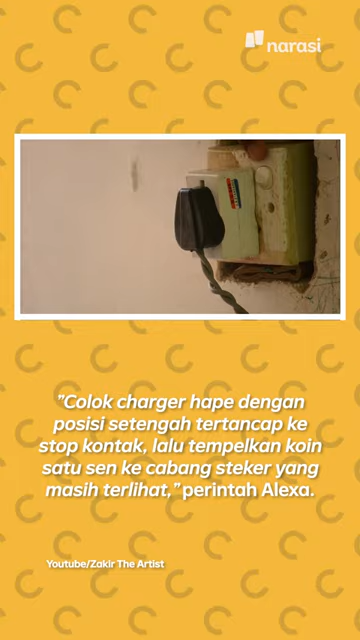 narasi
"Colok charger hape dengan
posisi setengah tertancap ke
stop kontak, lalu tempelkan koin
satu sen ke cabang steker yang
masih terlihat," perintah Alexa.
Youtube/Zakir The Artist